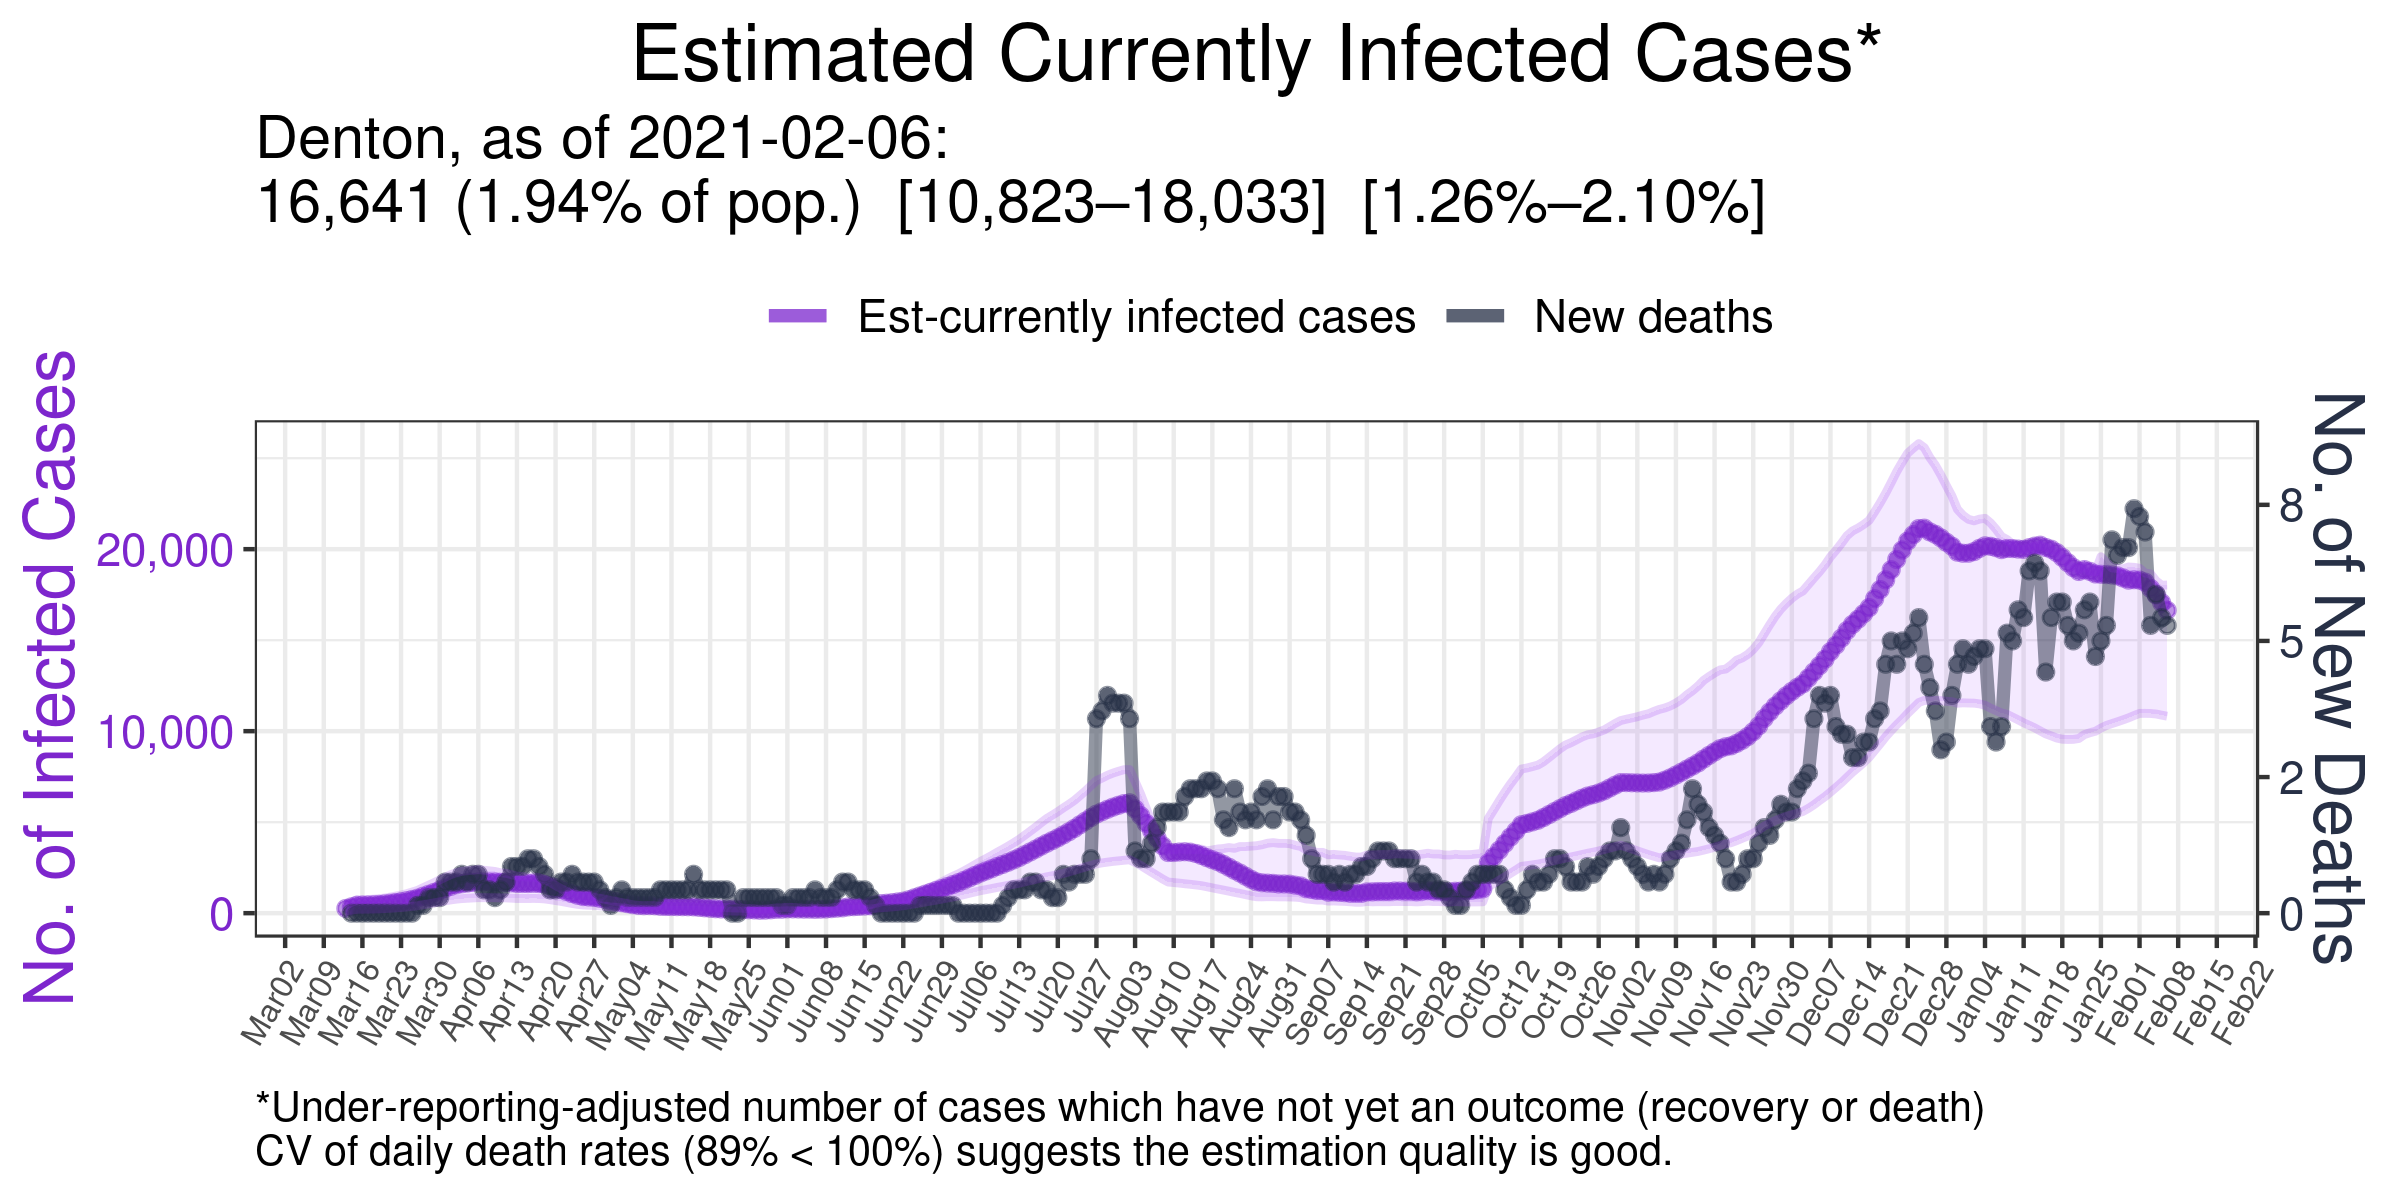 Estimated Currently Infected Cases*
Denton, as of 2021-02-06:
16,641 (1.94% of pop.) [10,823–18,033] [1.26%–2.10%]
Est-currently infected cases
New deaths
No. of Infected Cases
20,000
10,000
0
No. of New Deaths
8
5
2
0
Mar02
Mar09
Mar16
Mar23
Mar30
Apr06
Apr13
Apr20
Apr27
May04
May11
May18
May25
Jun01
Jun08
Jun15
Jun22
Jun29
Jul06
Jul13
Jul20
Jul27
Aug03
Aug10
Aug17
Aug24
Aug31
Sep07
Sep14
Sep21
Sep28
Oct05
Oct12
Oct19
Oct26
Nov02
Nov09
Nov16
Nov23
Nov30
Dec07
Dec14
Dec21
Dec28
Jan04
Jan11
Jan18
Jan25
Feb01
Feb08
Feb15
Feb22
*Under-reporting-adjusted number of cases which have not yet an outcome (recovery or death)
CV of daily death rates (89% < 100%) suggests the estimation quality is good.